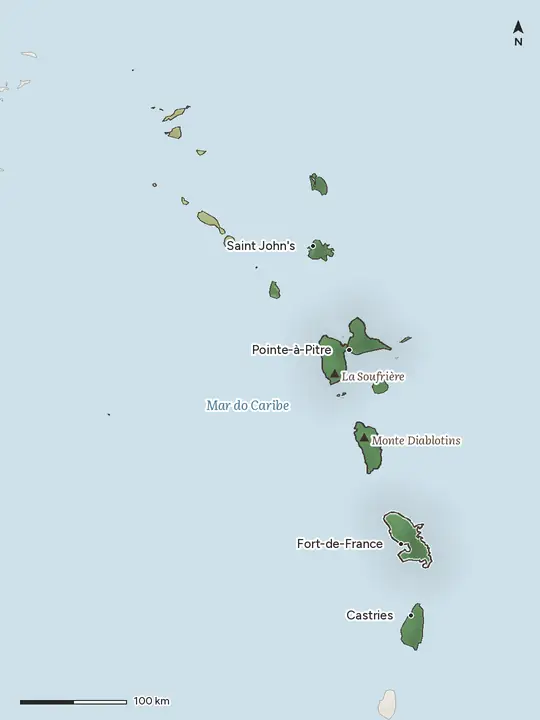 N
Saint John's
Pointe-à-Pitre
La Soufrière
Mar do Caribe
Monte Diablotins
Fort-de-France
Castries
100 km